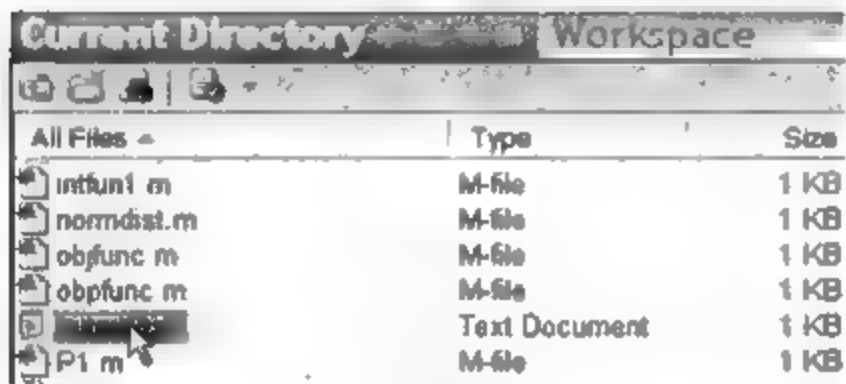 Current Directory Workspace
All Files Type Size
intfun1.m M-file 1 KB
normdist.m M-file 1 KB
objfunc.m M-file 1 KB
obpfunc.m M-file 1 KB
Text Document 1 KB
P1.m M-file 1 KB